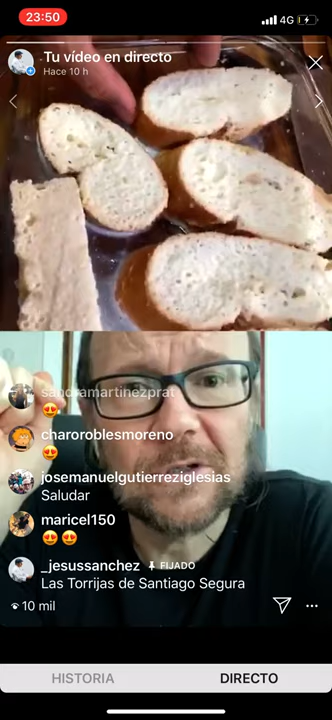 23:50
4G
Tu vídeo en directo
Hace 10 h
sandramartinezprat
😍
charoroblesmoreno
😍
josemanuelgutierreziglesias
Saludar
maricel150
😍😍
_jesussanchez FIJADO
Las Torrijas de Santiago Segura
10 mil
HISTORIA DIRECTO